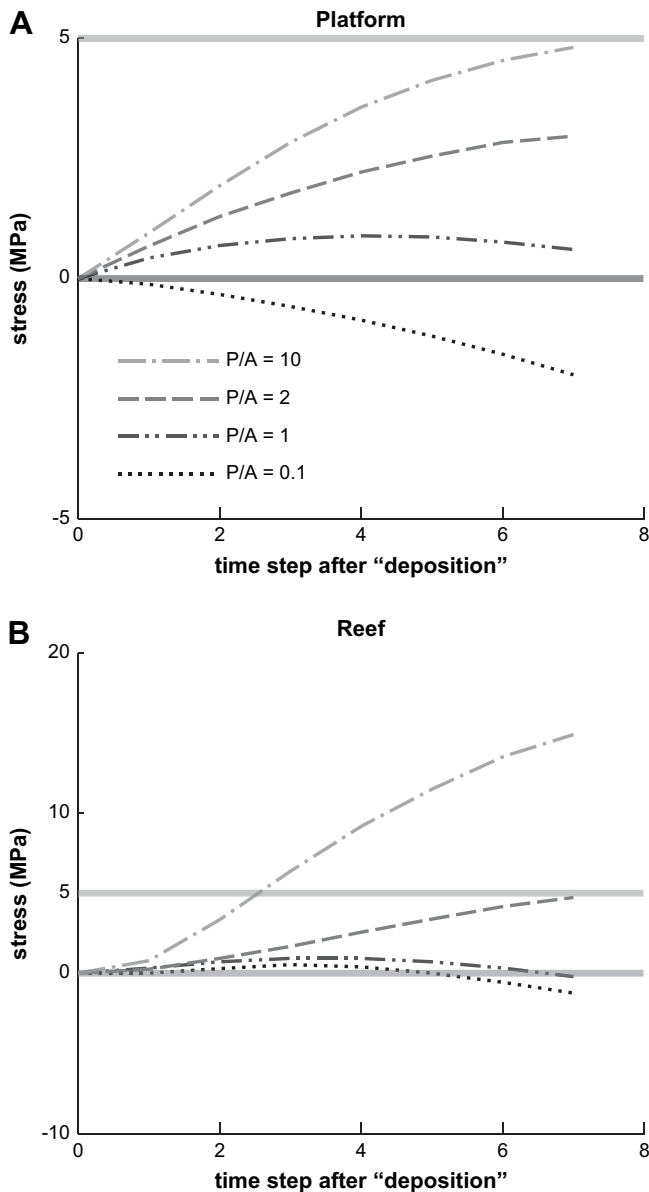 A
Platform
5
0
-5
stress (MPa)
P/A = 10
P/A = 2
P/A = 1
P/A = 0.1
0 2 4 6 8
time step after “deposition”
B
Reef
20
10
5
0
-10
stress (MPa)
0 2 4 6 8
time step after “deposition”